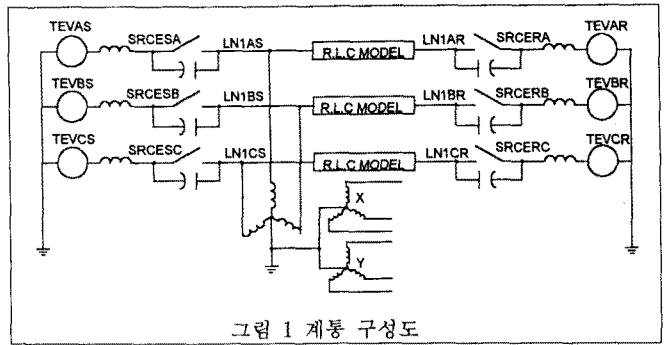 TEVAS SRCESA LN1AS R.L.C MODEL LN1AR SRCERA TEVAR
TEVBS SRCESB LN1BS R.L.C MODEL LN1BR SRCERB TEVBR
TEVCS SRCESC LN1CS R.L.C MODEL LN1CR SRCERC TEVCR
X
Y
그림 1 계통 구성도